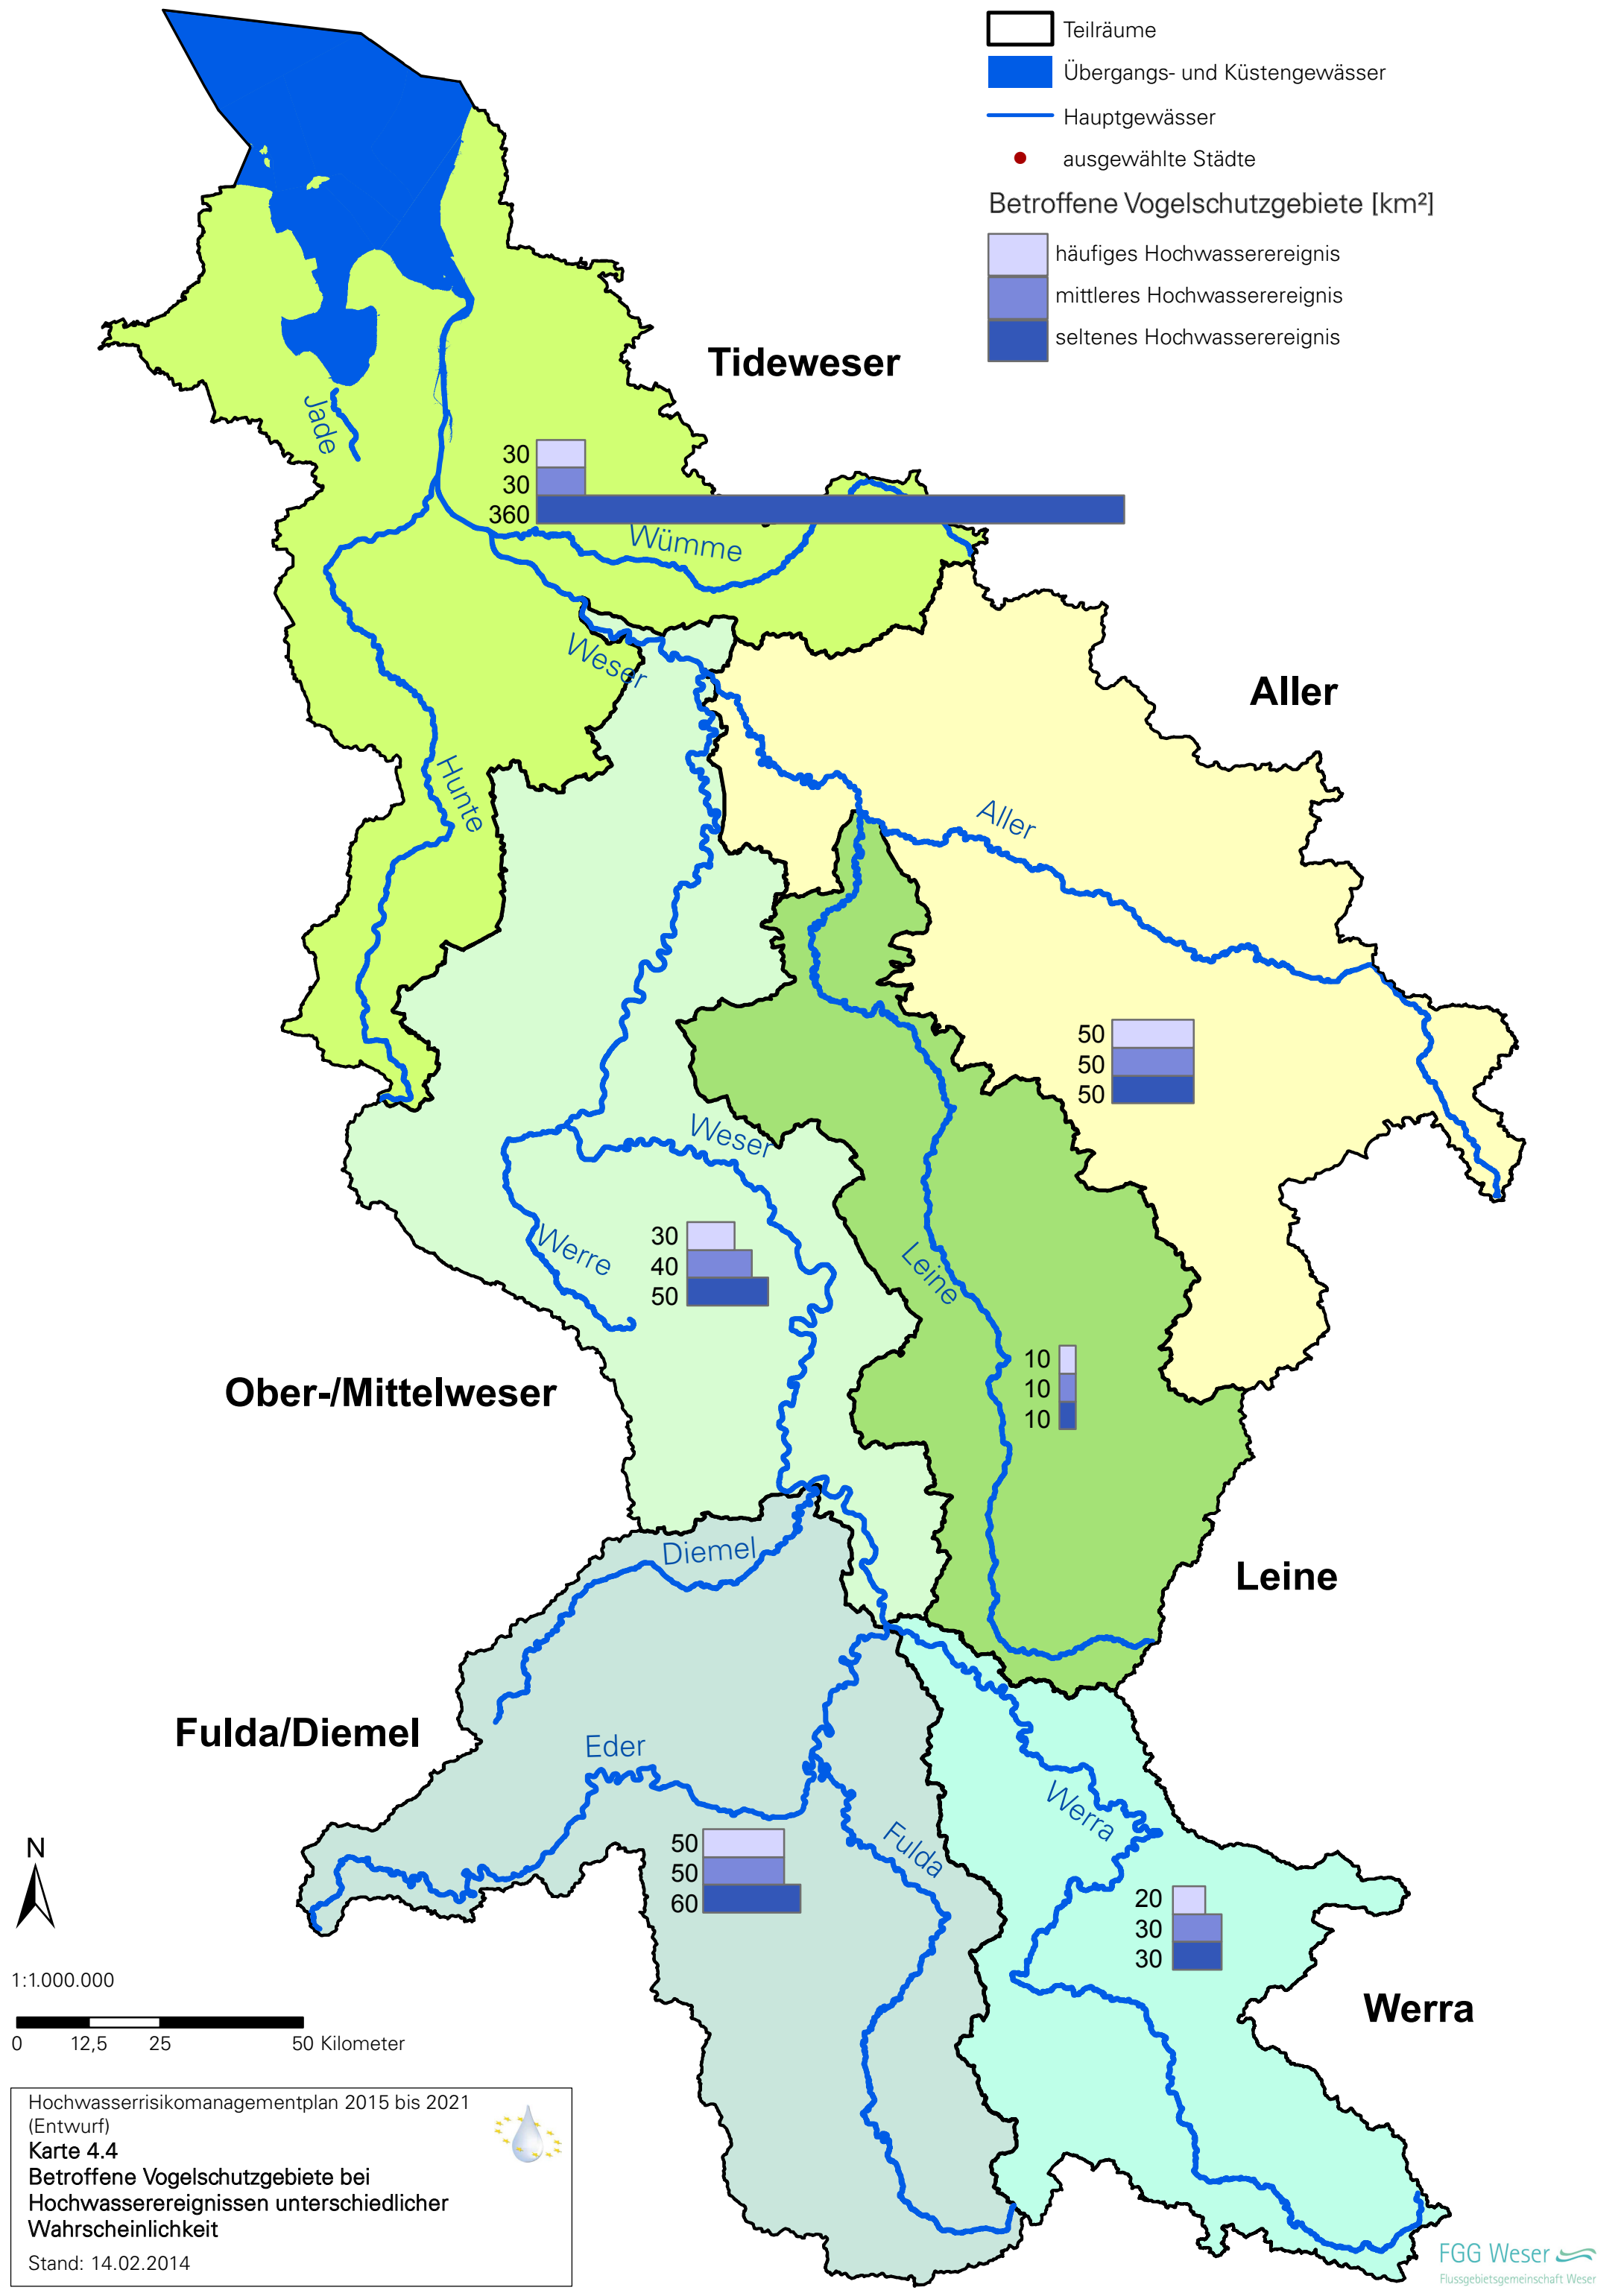 Teilräume
Übergangs- und Küstengewässer
Hauptgewässer
ausgewählte Städte
Betroffene Vogelschutzgebiete [km²]
häufiges Hochwasserereignis
mittleres Hochwasserereignis
seltenes Hochwasserereignis
Tideweser
Jade
30
30
360
Wümme
Weser
Aller
Hunte
Aller
50
50
50
Weser
Werre
30
40
50
Leine
10
10
10
Ober-/Mittelweser
Diemel
Leine
Fulda/Diemel
Eder
Werra
Fulda
50
50
60
20
30
30
Werra
N
1:1.000.000
0 12,5 25 50 Kilometer
Hochwasserrisikomanagementplan 2015 bis 2021
(Entwurf)
Karte 4.4
Betroffene Vogelschutzgebiete bei
Hochwasserereignissen unterschiedlicher
Wahrscheinlichkeit
Stand: 14.02.2014
FGG Weser
Flussgebietsgemeinschaft Weser